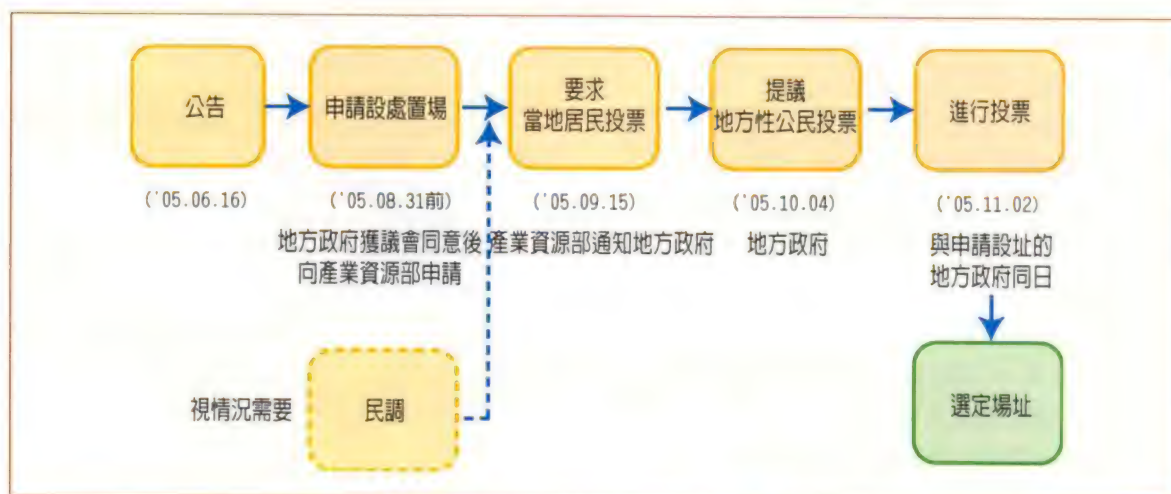 公告
申請設處置場
要求
當地居民投票
提議
地方性公民投票
進行投票
('05.06.16)
('05.08.31前)
('05.09.15)
('05.10.04)
('05.11.02)
地方政府獲議會同意後
向產業資源部申請
產業資源部通知地方政府
地方政府
與申請設址的
地方政府同日
視情況需要
民調
選定場址